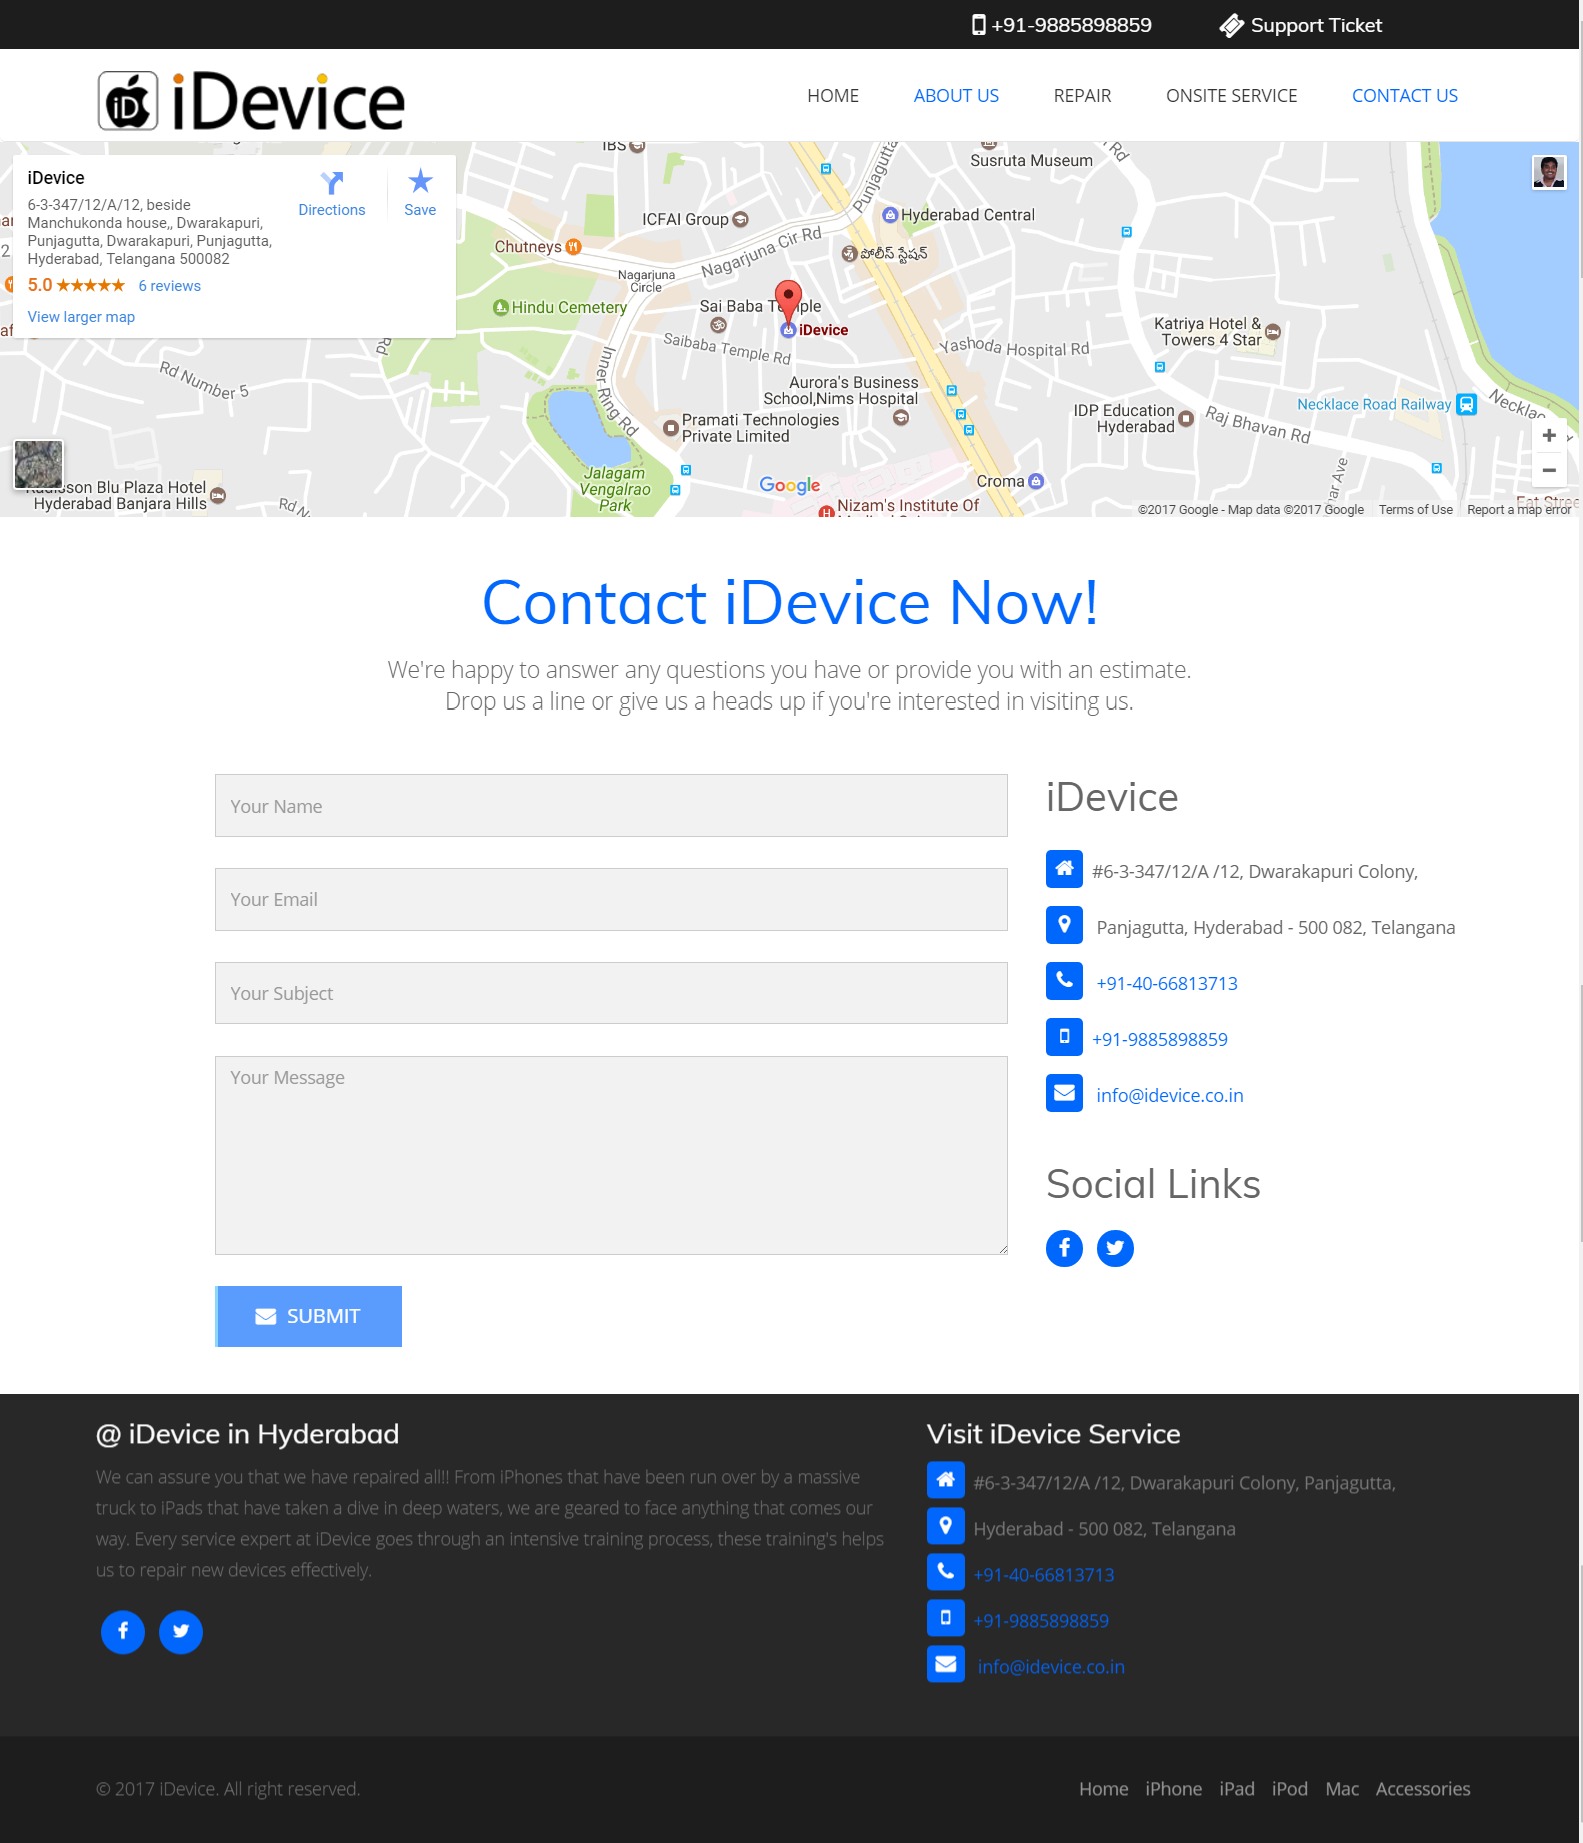 +91-9885898859 Support Ticket
iD iDevice
HOME ABOUT US REPAIR ONSITE SERVICE CONTACT US
iDevice
6-3-347/12/A/12, beside
Manchukonda house,, Dwarakapuri,
Punjagutta, Dwarakapuri, Punjagutta,
Hyderabad, Telangana 500082
5.0 ★★★★★ 6 reviews
View larger map
Directions
Save
IBS
Punjagutta
Susruta Museum
Rd
ICFAI Group
Hyderabad Central
Chutneys
Nagarjuna Cir Rd
పోలీస్ స్టేషన్
Nagarjuna
Circle
Hindu Cemetery
Sai Baba Temple
iDevice
Saibaba Temple Rd
Yashoda Hospital Rd
Katriya Hotel &
Towers 4 Star
Rd
Rd Number 5
Inner Ring Rd
Aurora's Business
School,Nims Hospital
Pramati Technologies
Private Limited
IDP Education
Hyderabad
Raj Bhavan Rd
Necklace Road Railway
Necklac
Jalagam
Vengalrao
Park
Radisson Blu Plaza Hotel
Hyderabad Banjara Hills
Rd N
Google
Croma
Nizam's Institute Of
©2017 Google - Map data ©2017 Google Terms of Use Report a map error
Contact iDevice Now!
We're happy to answer any questions you have or provide you with an estimate.
Drop us a line or give us a heads up if you're interested in visiting us.
Your Name
Your Email
Your Subject
Your Message
SUBMIT
iDevice
#6-3-347/12/A /12, Dwarakapuri Colony,
Panjagutta, Hyderabad - 500 082, Telangana
+91-40-66813713
+91-9885898859
info@idevice.co.in
Social Links
@ iDevice in Hyderabad
We can assure you that we have repaired all!! From iPhones that have been run over by a massive
truck to iPads that have taken a dive in deep waters, we are geared to face anything that comes our
way. Every service expert at iDevice goes through an intensive training process, these training's helps
us to repair new devices effectively.
Visit iDevice Service
#6-3-347/12/A /12, Dwarakapuri Colony, Panjagutta,
Hyderabad - 500 082, Telangana
+91-40-66813713
+91-9885898859
info@idevice.co.in
© 2017 iDevice. All right reserved.
Home iPhone iPad iPod Mac Accessories